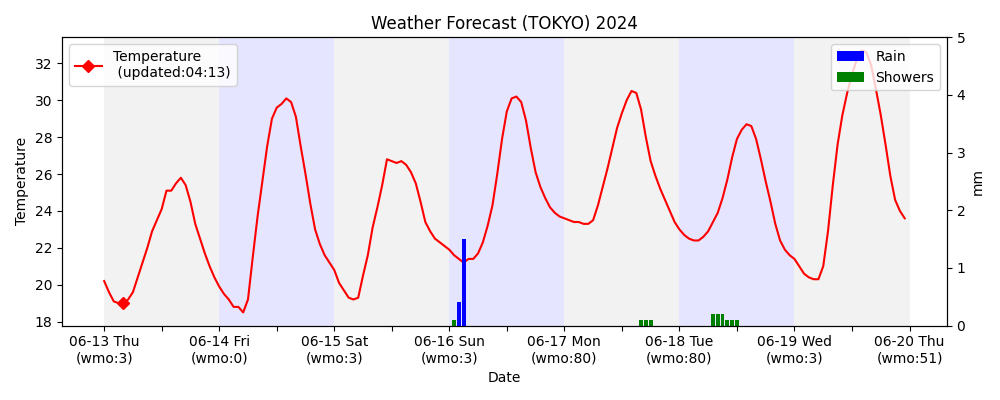 Weather Forecast (TOKYO) 2024
Temperature
(updated:04:13)
Rain
Showers
Temperature
32
30
28
26
24
22
20
18
5
4
3
2
1
0
mm
06-13 Thu
(wmo:3)
06-14 Fri
(wmo:0)
06-15 Sat
(wmo:3)
06-16 Sun
(wmo:3)
06-17 Mon
(wmo:80)
06-18 Tue
(wmo:80)
06-19 Wed
(wmo:3)
06-20 Thu
(wmo:51)
Date